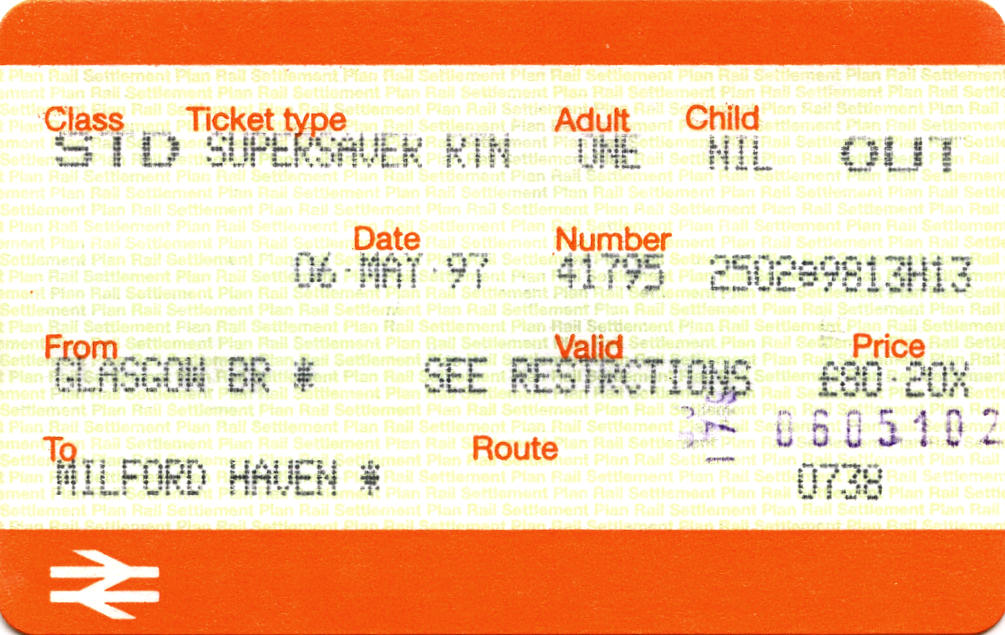 Class Ticket type Adult Child
STD SUPERSAVER RTN ONE NIL OUT
Date Number
06·MAY·97 41795 2502@9813H13
From Valid Price
GLASGOW BR * SEE RESTRCTIONS £80·20X
0605102
To Route
MILFORD HAVEN * 0738